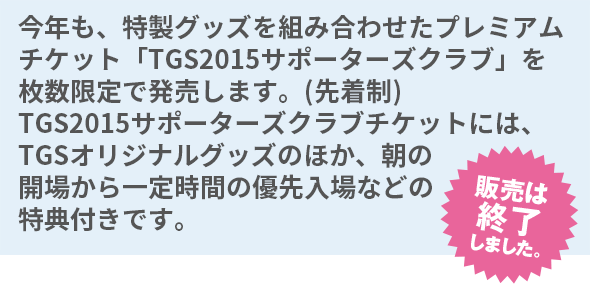 今年も、特製グッズを組み合わせたプレミアム
チケット「TGS2015サポーターズクラブ」を
枚数限定で発売します。(先着制)
TGS2015サポーターズクラブチケットには、
TGSオリジナルグッズのほか、朝の
開場から一定時間の優先入場などの
特典付きです。
販売は
終了
しました。